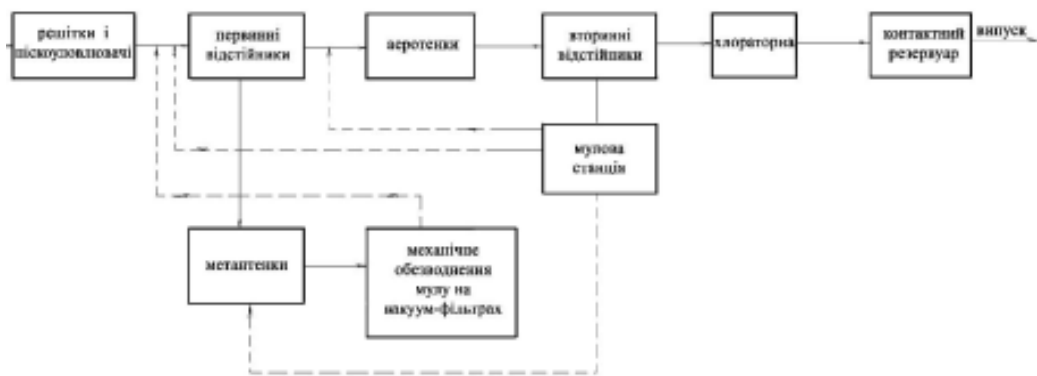 решітки і
піскоуловлювачі
первинні
відстійники
аеротенки
вторинні
відстійники
хлораторна
контактний
резервуар
випуск
мулова
станція
метантенки
механічне
обезводнення
мулу на
вакуум-фільтрах